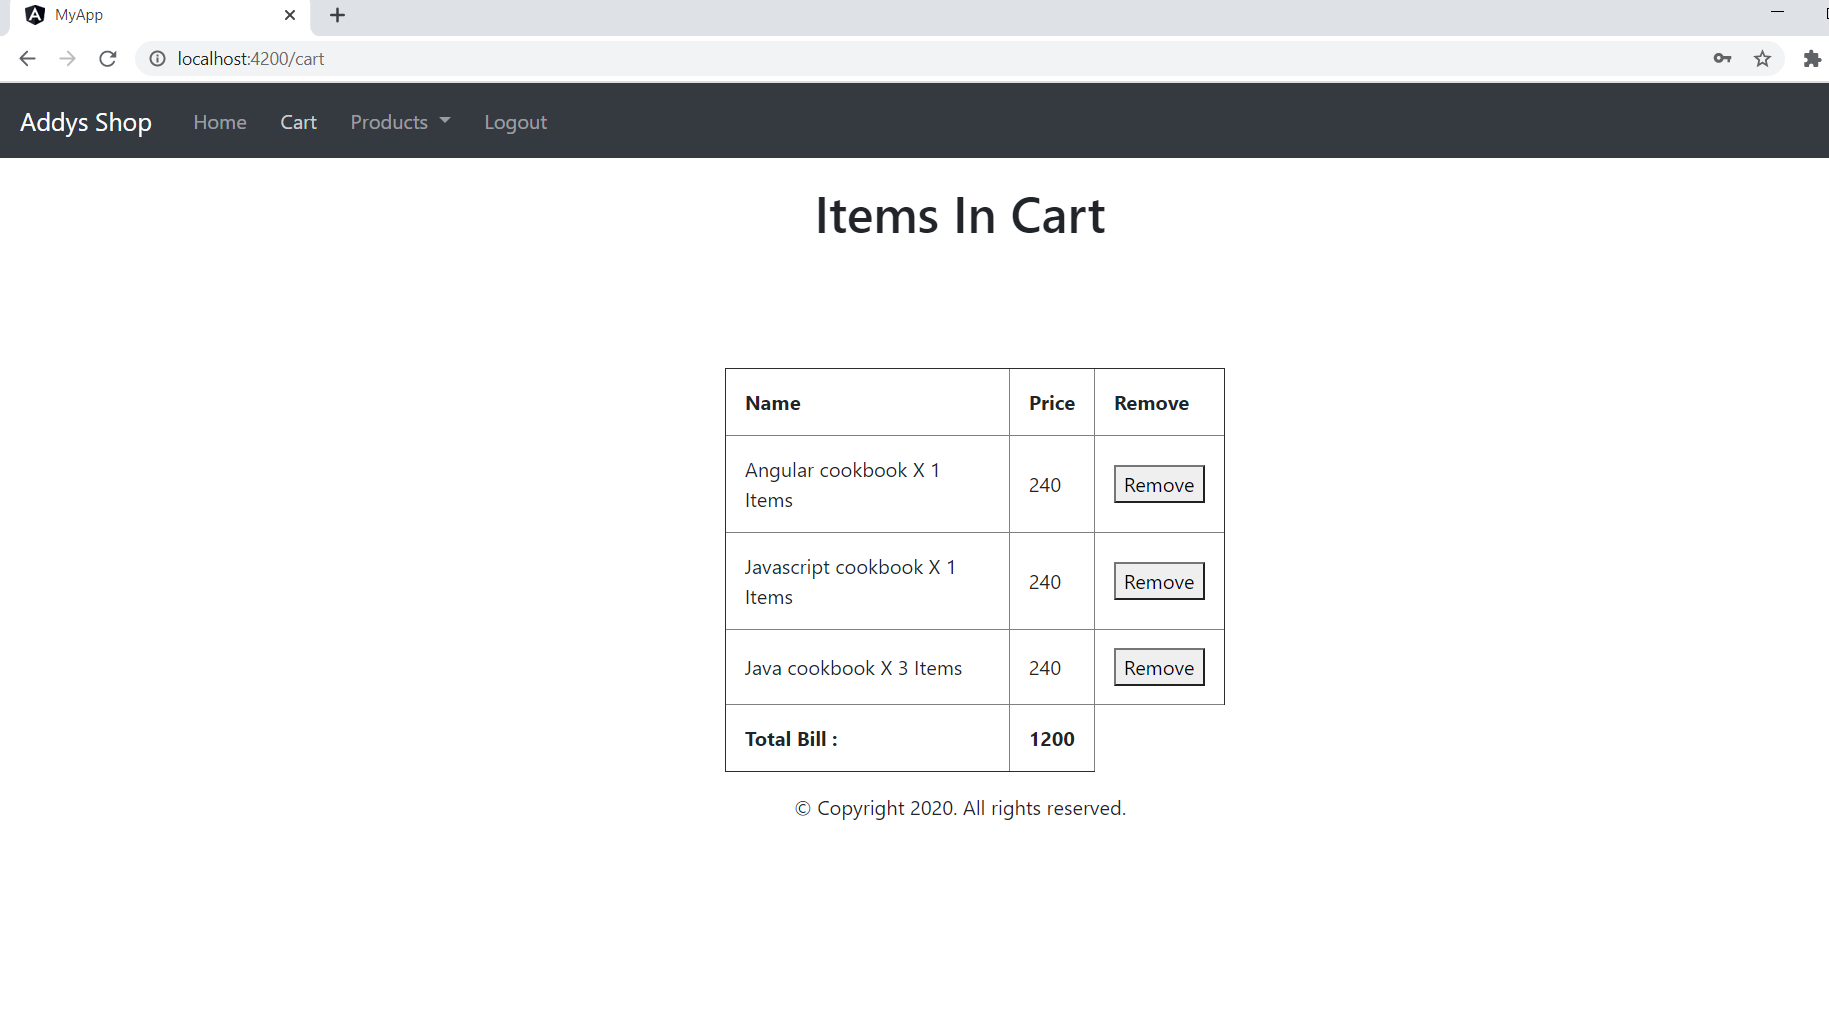 MyApp
localhost:4200/cart
Addys Shop Home Cart Products Logout
Items In Cart
Name Price Remove
Angular cookbook X 1
Items 240 Remove
Javascript cookbook X 1
Items 240 Remove
Java cookbook X 3 Items 240 Remove
Total Bill : 1200
© Copyright 2020. All rights reserved.